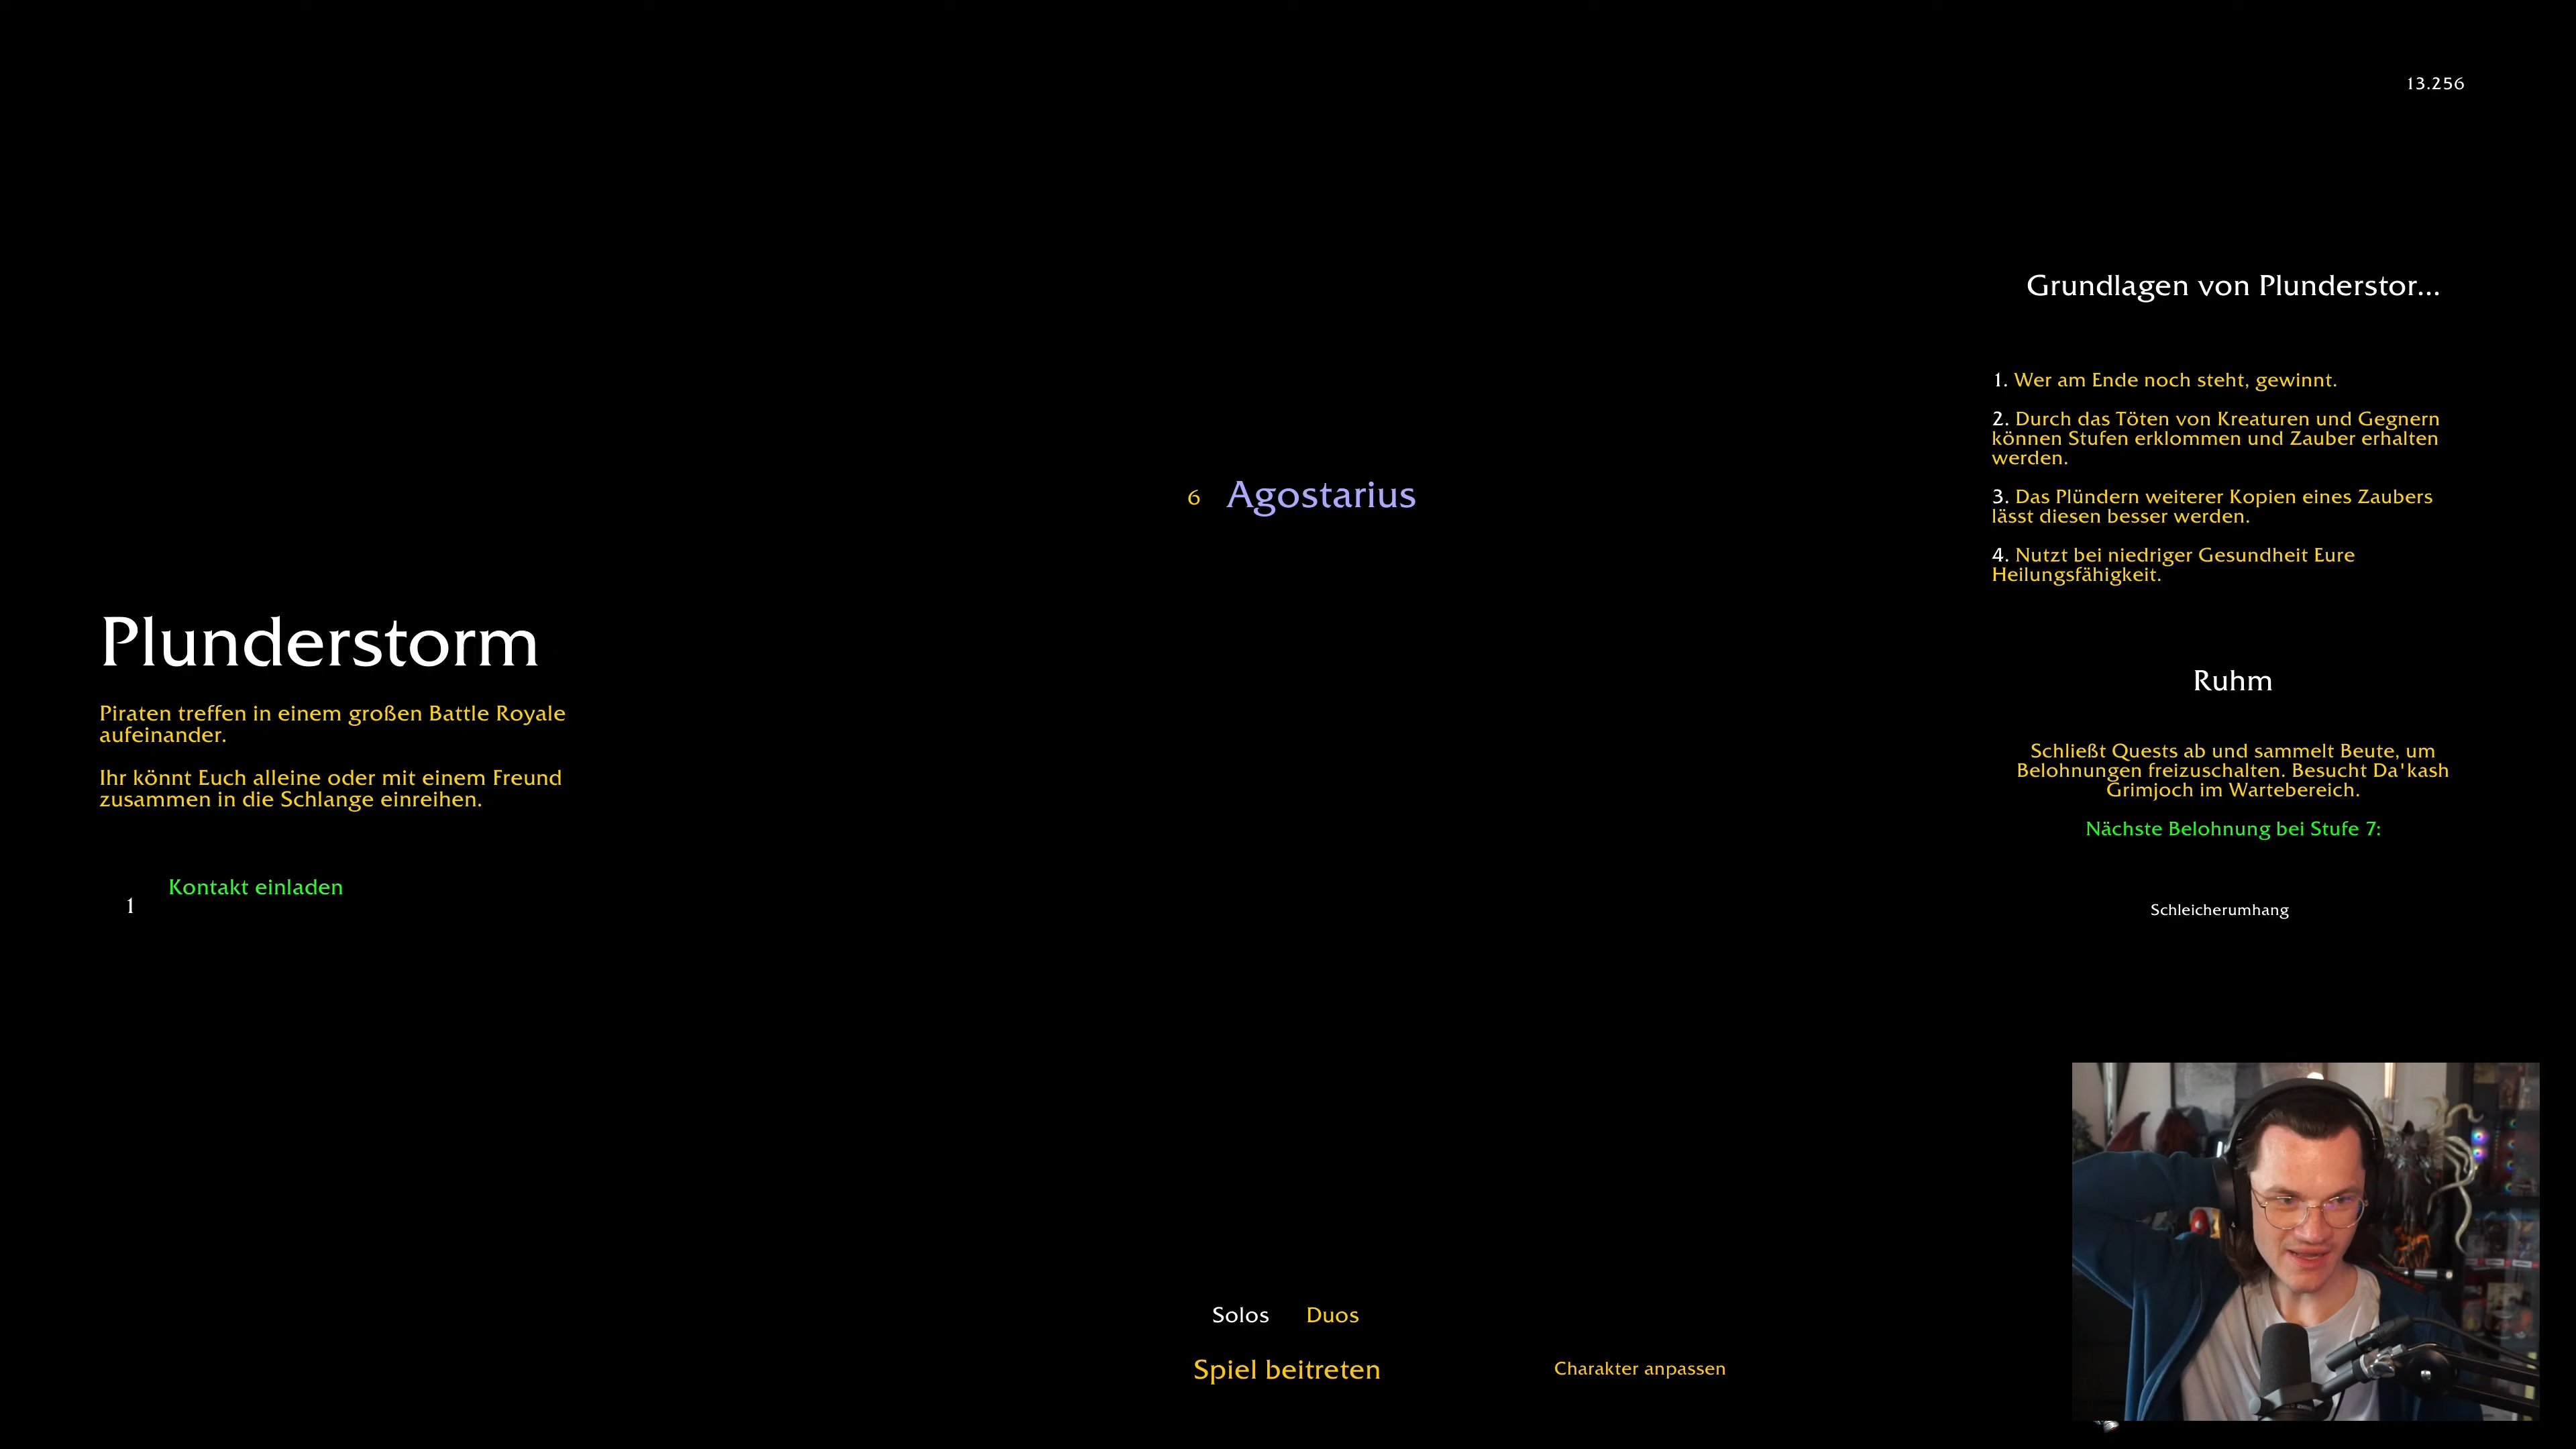 13.256
Plunderstorm
Piraten treffen in einem großen Battle Royale
aufeinander.
Ihr könnt Euch alleine oder mit einem Freund
zusammen in die Schlange einreihen.
Kontakt einladen
1
6 Agostarius
Solos Duos
Spiel beitreten
Charakter anpassen
Grundlagen von Plunderstor...
1. Wer am Ende noch steht, gewinnt.
2. Durch das Töten von Kreaturen und Gegnern
können Stufen erklommen und Zauber erhalten
werden.
3. Das Plündern weiterer Kopien eines Zaubers
lässt diesen besser werden.
4. Nutzt bei niedriger Gesundheit Eure
Heilungsfähigkeit.
Ruhm
Schließt Quests ab und sammelt Beute, um
Belohnungen freizuschalten. Besucht Da'kash
Grimjoch im Wartebereich.
Nächste Belohnung bei Stufe 7:
Schleicherumhang